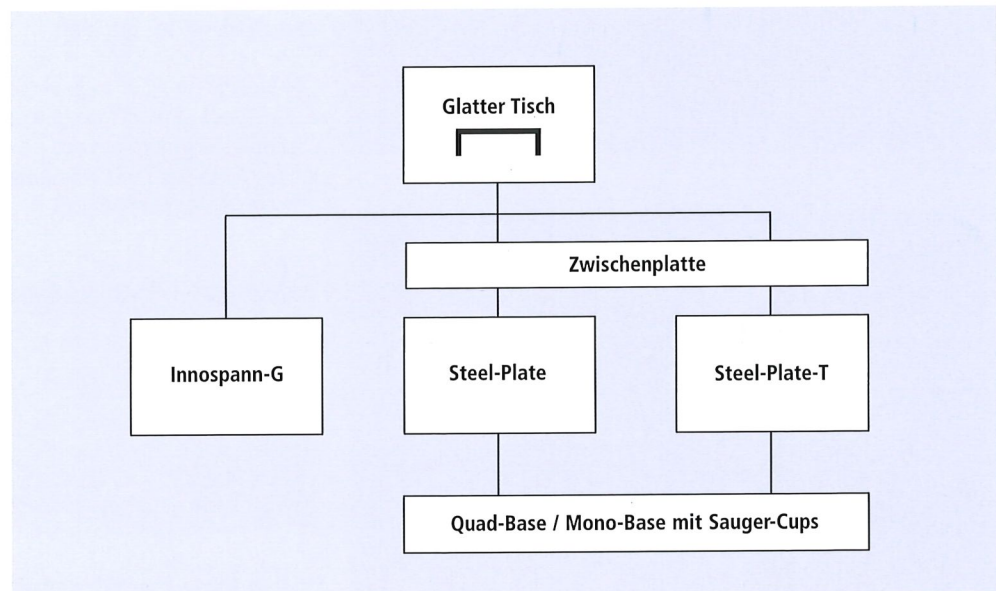 Glatter Tisch
Zwischenplatte
Innospann-G
Steel-Plate
Steel-Plate-T
Quad-Base / Mono-Base mit Sauger-Cups